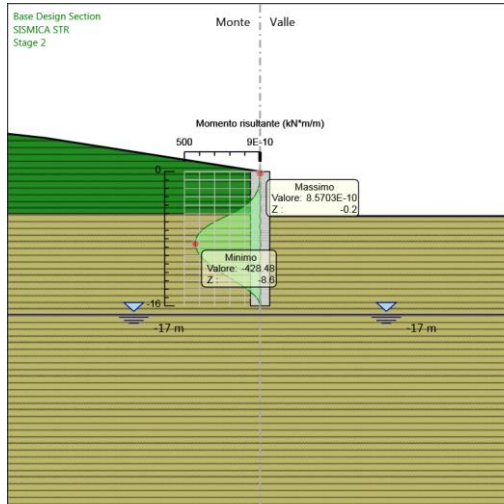 Base Design Section
SISMICA STR
Stage 2
Monte
Valle
Momento risultante (kN*m/m)
500
9E-10
0
Massimo
Valore: 8.5703E-10
Z : -0.2
Minimo
Valore: -428.48
Z : -8.6
-16
-17 m
-17 m